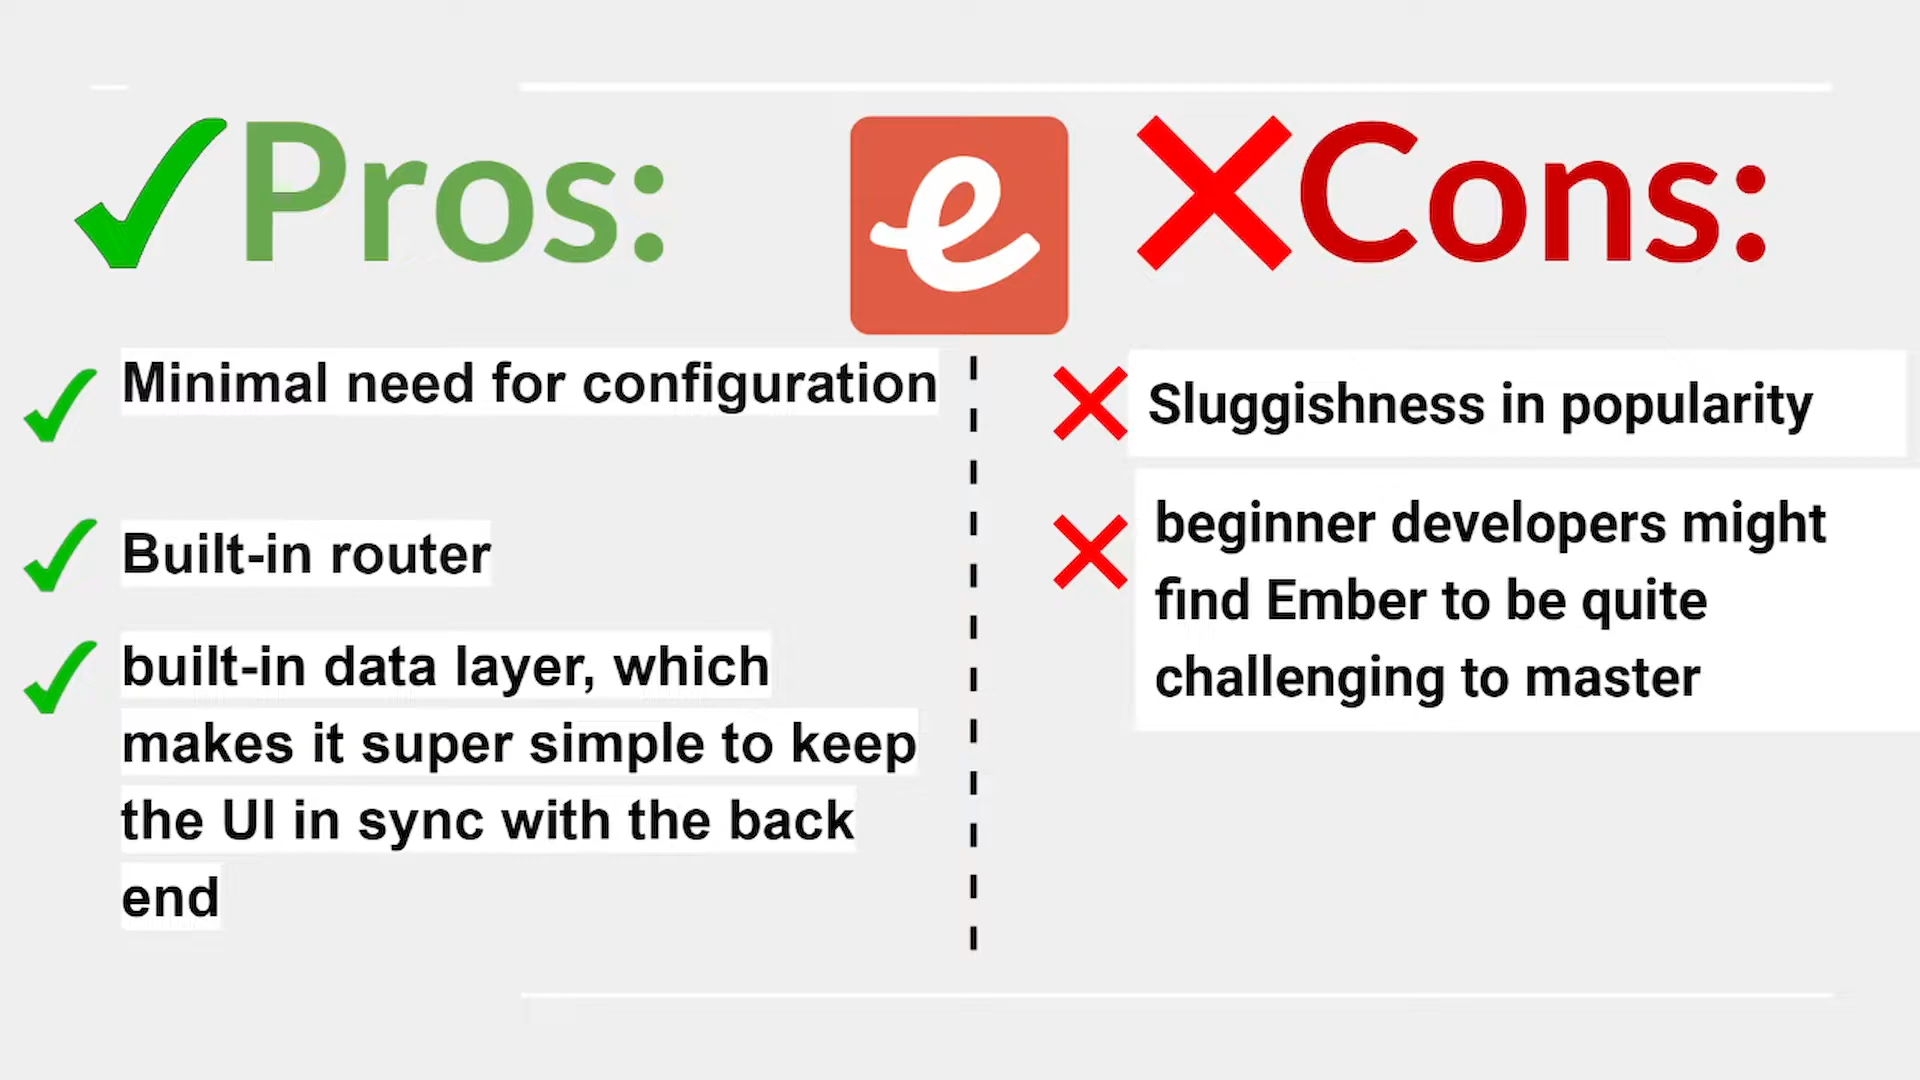 Pros:
e
Cons:
Minimal need for configuration
Built-in router
built-in data layer, which
makes it super simple to keep
the UI in sync with the back
end
Sluggishness in popularity
beginner developers might
find Ember to be quite
challenging to master